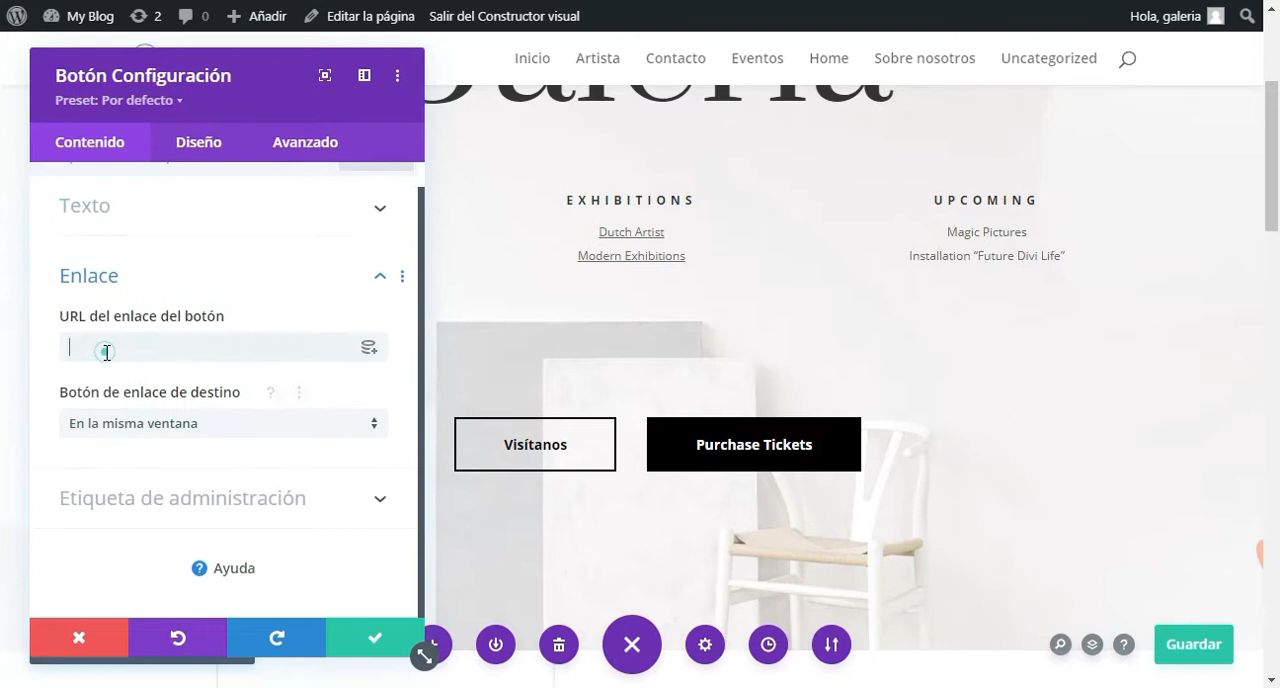 My Blog 2 0 Añadir Editar la página Salir del Constructor visual Hola, galeria
Inicio Artista Contacto Eventos Home Sobre nosotros Uncategorized
Botón Configuración
Preset: Por defecto
Contenido Diseño Avanzado
Texto
Enlace
URL del enlace del botón
Botón de enlace de destino ?
En la misma ventana
Etiqueta de administración
? Ayuda
Galería
EXHIBITIONS
Dutch Artist
Modern Exhibitions
UPCOMING
Magic Pictures
Installation “Future Divi Life”
Visítanos Purchase Tickets
? Guardar